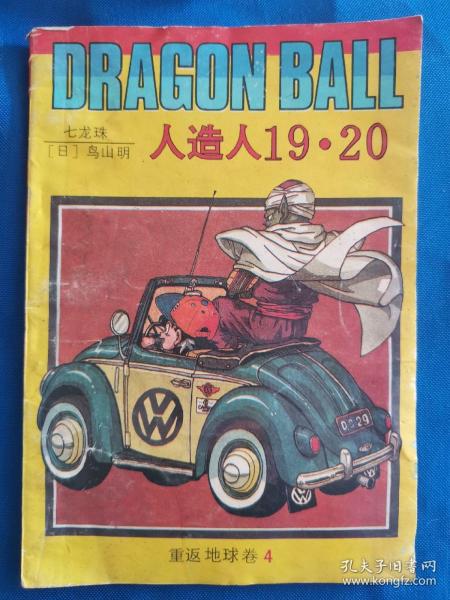 DRAGON BALL
七龙珠
[日] 鸟山明
人造人19·20
VW
D 29
VW
重返地球卷 4
孔夫子旧书网
www.kongfz.com